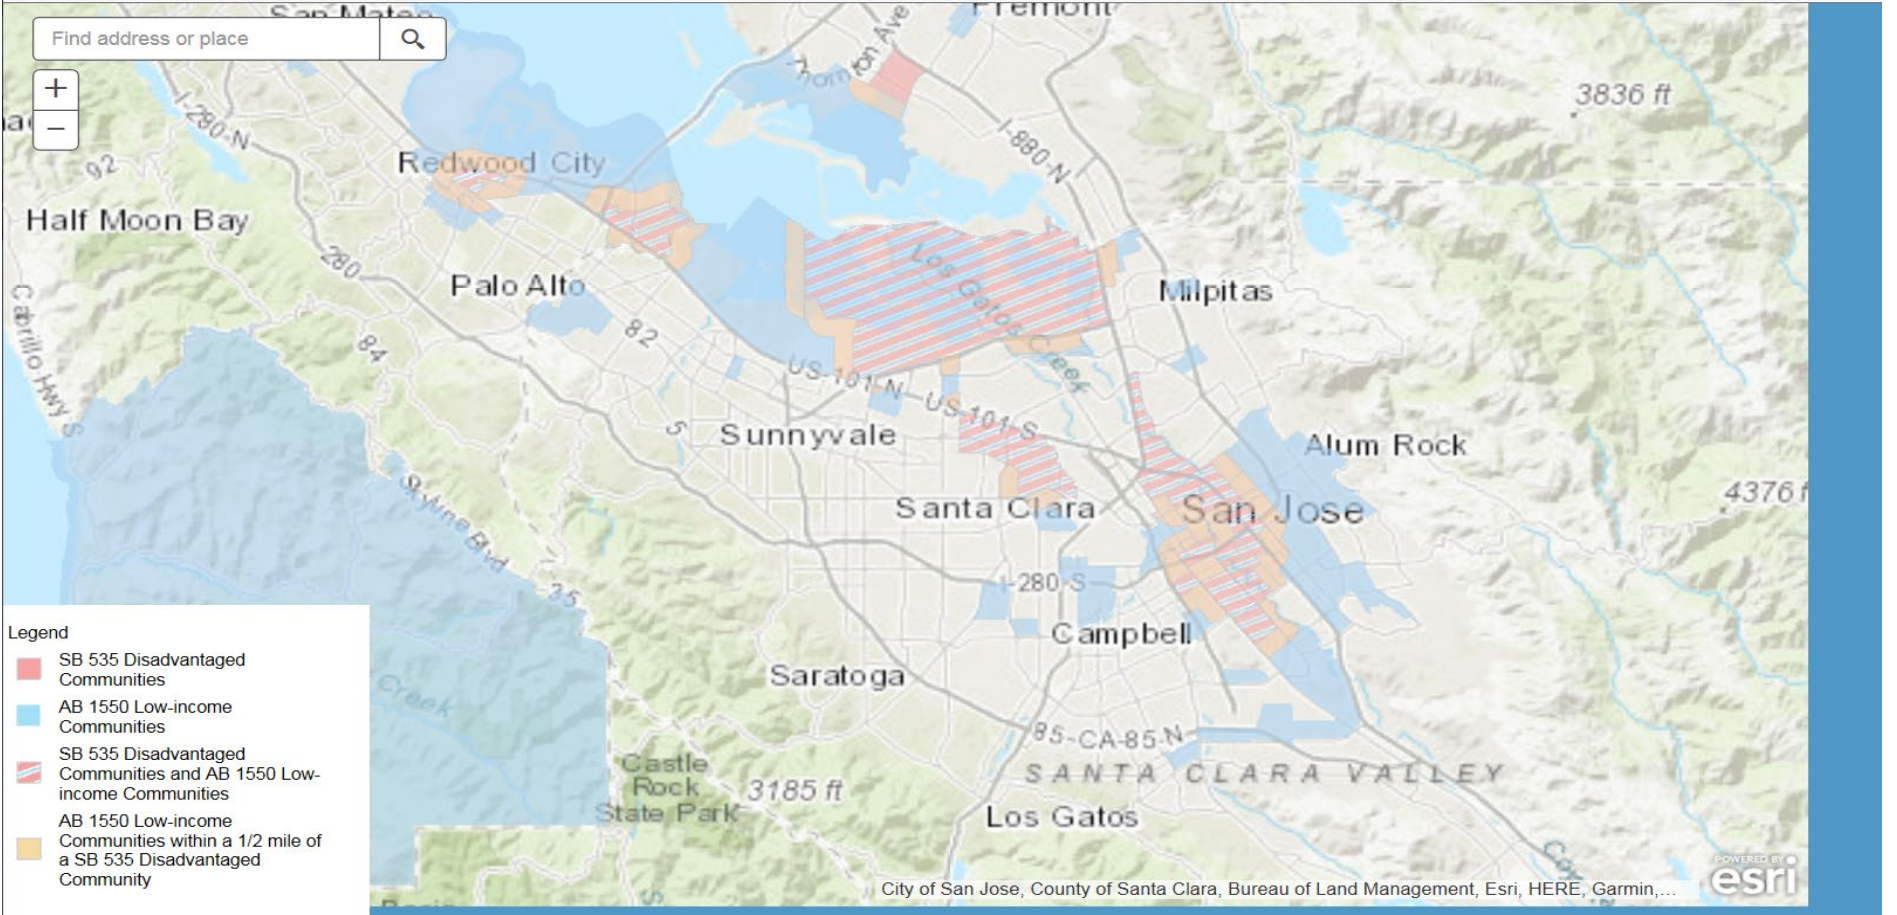 San Mateo
Fremont
Find address or place
Thornton Ave
+
−
I-280-N
92
3836 ft
I-880-N
Redwood City
Half Moon Bay
280
Los Gatos Creek
Palo Alto
Milpitas
Cabrillo Hwy S
84
82
US-101-N
US-101-S
5
Sunnyvale
Alum Rock
Skyline Blvd
4376 f
Santa Clara
San Jose
35
I-280-S
Campbell
Saratoga
Legend
SB 535 Disadvantaged
Communities
AB 1550 Low-income
Communities
SB 535 Disadvantaged
Communities and AB 1550 Low-
income Communities
AB 1550 Low-income
Communities within a 1/2 mile of
a SB 535 Disadvantaged
Community
Creek
85-CA-85-N
SANTA CLARA VALLEY
Castle
Rock
State Park
3185 ft
Los Gatos
City of San Jose, County of Santa Clara, Bureau of Land Management, Esri, HERE, Garmin,...
POWERED BY
esri